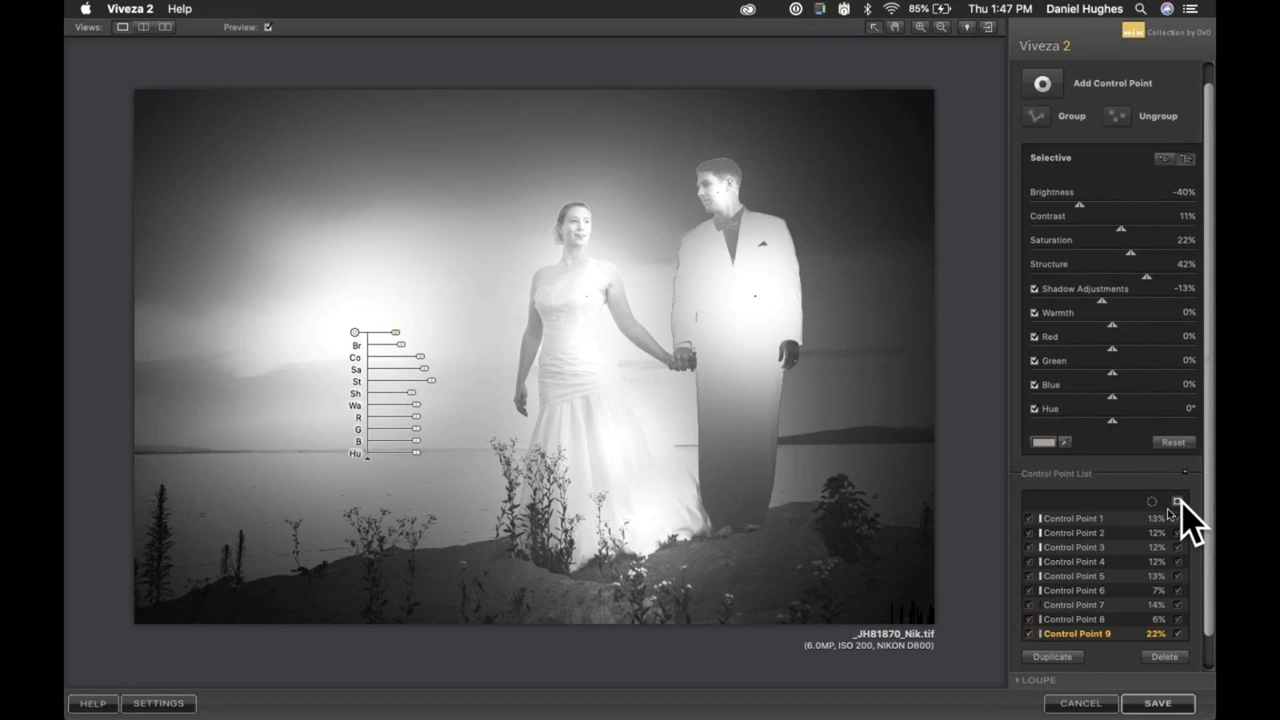 Viveza 2 Help 85% Thu 1:47 PM Daniel Hughes
Views: Preview:
nik Collection by DxO
Viveza 2
Add Control Point
Group Ungroup
Selective
Brightness -40%
Contrast 11%
Saturation 22%
Structure 42%
Shadow Adjustments -13%
Warmth 0%
Red 0%
Green 0%
Blue 0%
Hue 0°
Reset
Br
Co
Sa
St
Sh
Wa
R
G
B
Hu
Control Point List
Control Point 1 13%
Control Point 2 12%
Control Point 3 12%
Control Point 4 12%
Control Point 5 13%
Control Point 6 7%
Control Point 7 14%
Control Point 8 6%
Control Point 9 22%
Duplicate Delete
_JH81870_Nik.tif
(6.0MP, ISO 200, NIKON D800)
LOUPE
HELP SETTINGS CANCEL SAVE